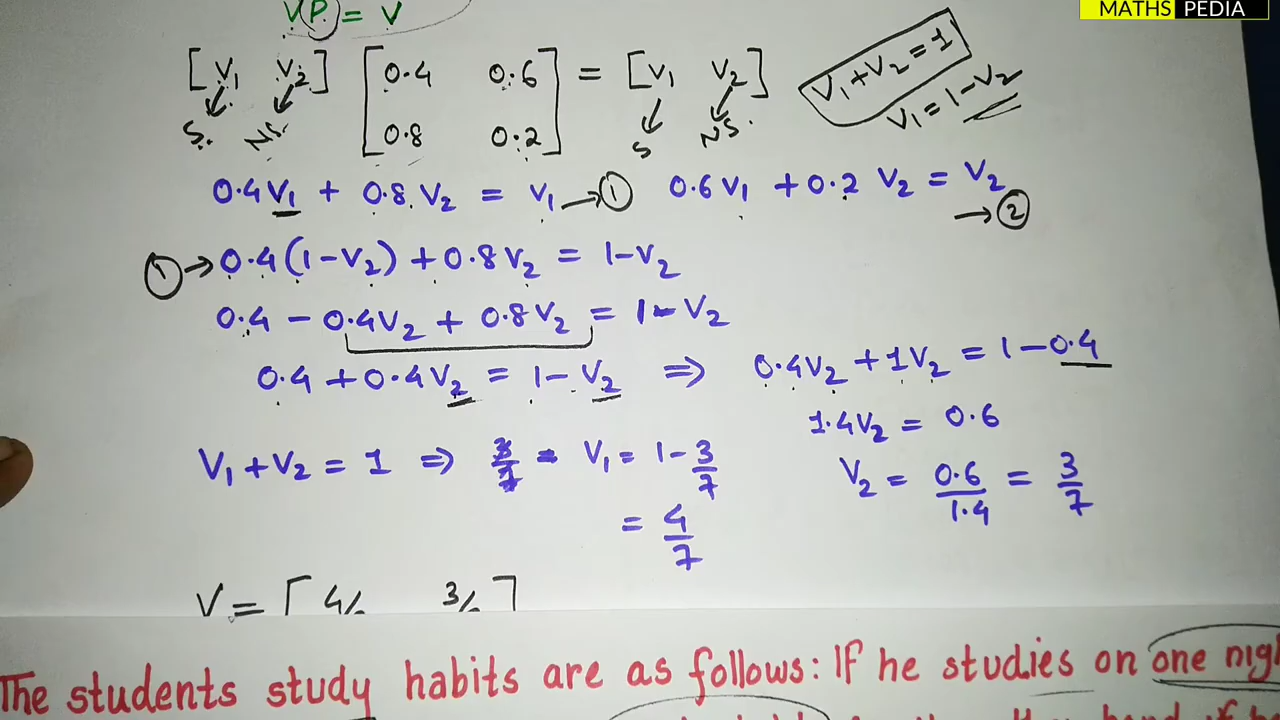 MATHS PEDIA
VP = V
[V₁ V₂] [0.4 0.6 = [V₁ V₂] V₁+V₂=1
S. NS. 0.8 0.2] S NS. V₁=1-V₂
0.4V₁ + 0.8V₂ = V₁ → ① 0.6V₁ + 0.2 V₂ = V₂
→ ②
① → 0.4(1-V₂) + 0.8V₂ = 1-V₂
0.4 - 0.4V₂ + 0.8V₂ = 1-V₂
0.4 + 0.4V₂ = 1-V₂ ⇒ 0.4V₂ + 1V₂ = 1-0.4
1.4V₂ = 0.6
V₁+V₂ = 1 ⇒ V₁ = 1-3/7 V₂ = 0.6/1.4 = 3/7
= 4/7
V = [4/ 3/]
The students study habits are as follows: If he studies on one nigh